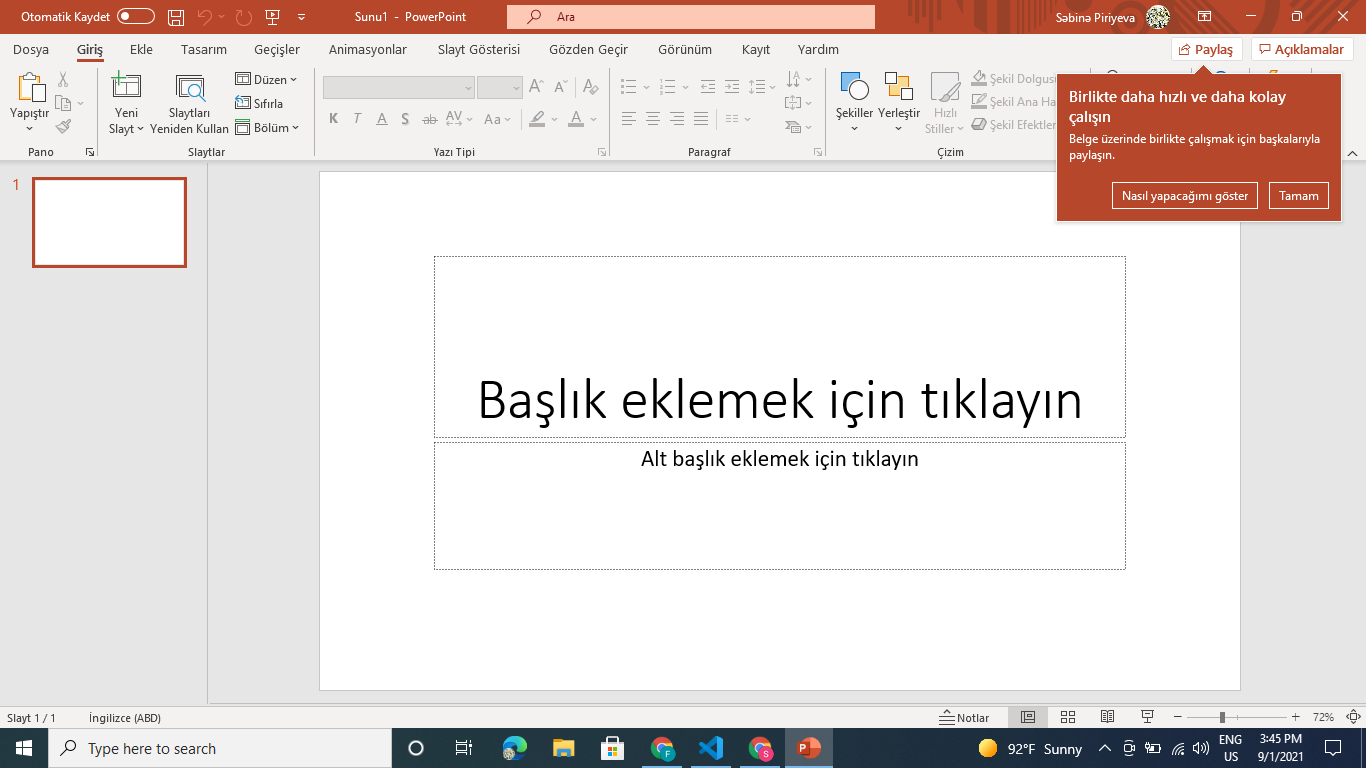 Otomatik Kaydet
Sunu1 - PowerPoint
Ara
Səbinə Piriyeva
Dosya Giriş Ekle Tasarım Geçişler Animasyonlar Slayt Gösterisi Gözden Geçir Görünüm Kayıt Yardım
Paylaş Açıklamalar
Yapıştır
Yeni
Slayt
Slaytları
Yeniden Kullan
Düzen
Sıfırla
Bölüm
K T A S ab AV Aa A
Şekiller
Yerleştir
Hızlı
Stiller
Şekil Dolgusu
Şekil Ana Ha
Şekil Efektler
Pano Slaytlar Yazı Tipi Paragraf Çizim
Birlikte daha hızlı ve daha kolay
çalışın
Belge üzerinde birlikte çalışmak için başkalarıyla
paylaşın.
Nasıl yapacağımı göster Tamam
1
Başlık eklemek için tıklayın
Alt başlık eklemek için tıklayın
Slayt 1 / 1 İngilizce (ABD) Notlar 72%
Type here to search
92°F Sunny
ENG
US
3:45 PM
9/1/2021